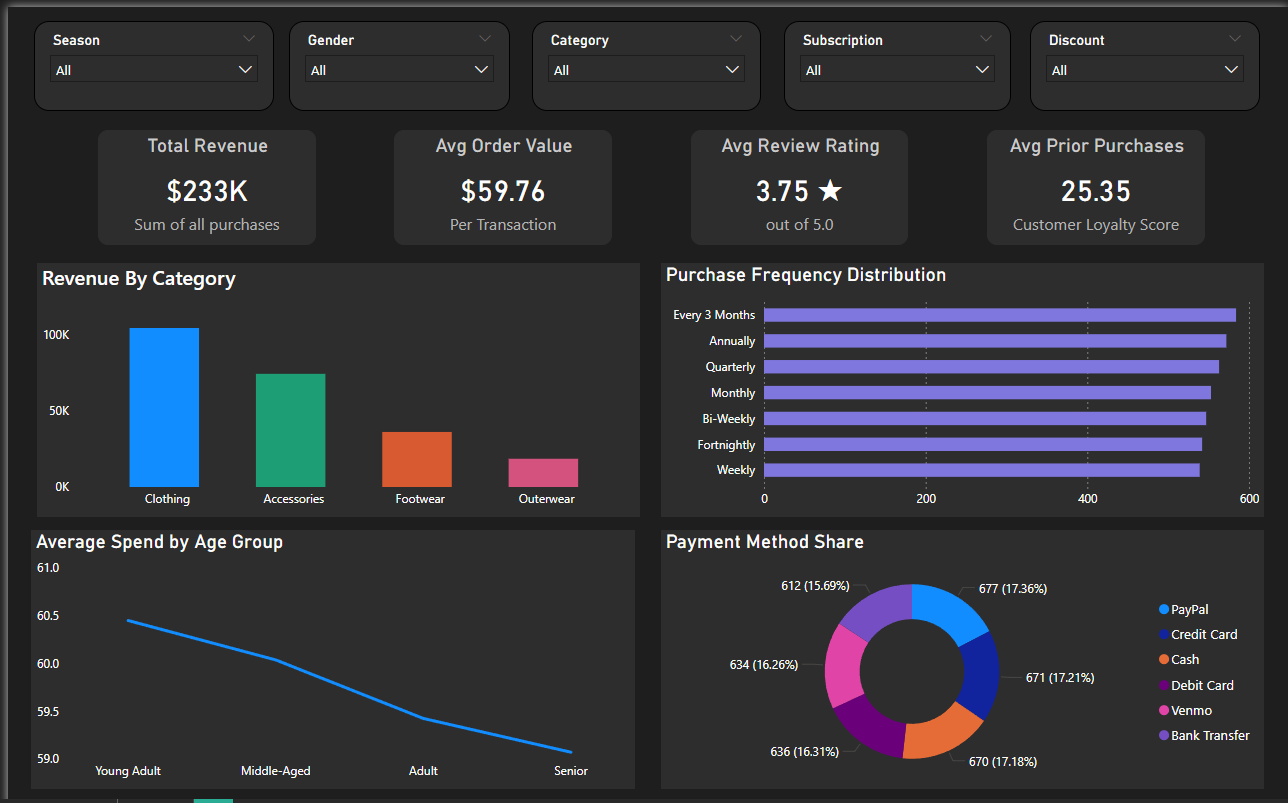 Season
All
Gender
All
Category
All
Subscription
All
Discount
All
Total Revenue
$233K
Sum of all purchases
Avg Order Value
$59.76
Per Transaction
Avg Review Rating
3.75 ★
out of 5.0
Avg Prior Purchases
25.35
Customer Loyalty Score
Revenue By Category
100K
50K
0K
Clothing
Accessories
Footwear
Outerwear
Purchase Frequency Distribution
Every 3 Months
Annually
Quarterly
Monthly
Bi-Weekly
Fortnightly
Weekly
0
200
400
600
Average Spend by Age Group
61.0
60.5
60.0
59.5
59.0
Young Adult
Middle-Aged
Adult
Senior
Payment Method Share
612 (15.69%)
677 (17.36%)
634 (16.26%)
671 (17.21%)
636 (16.31%)
670 (17.18%)
PayPal
Credit Card
Cash
Debit Card
Venmo
Bank Transfer